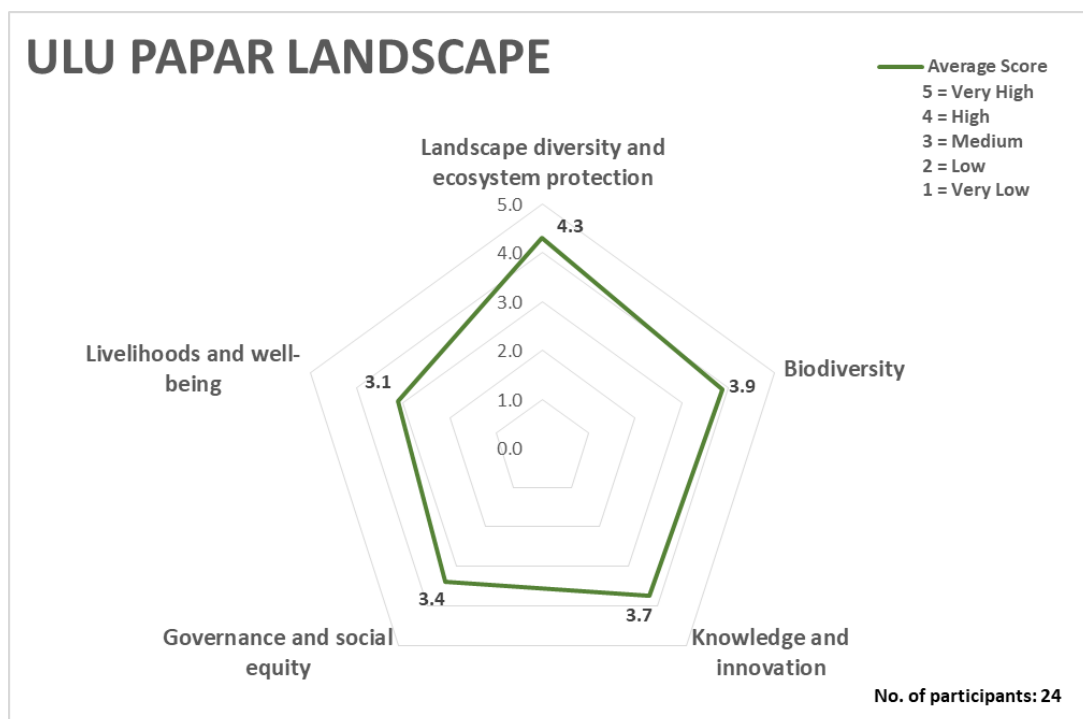 ULU PAPAR LANDSCAPE
Average Score
5 = Very High
4 = High
3 = Medium
2 = Low
1 = Very Low
Landscape diversity and
ecosystem protection
5.0
4.3
4.0
3.0
2.0
1.0
0.0
Livelihoods and well-
being
3.1
Biodiversity
3.9
Governance and social
equity
3.4
Knowledge and
innovation
3.7
No. of participants: 24